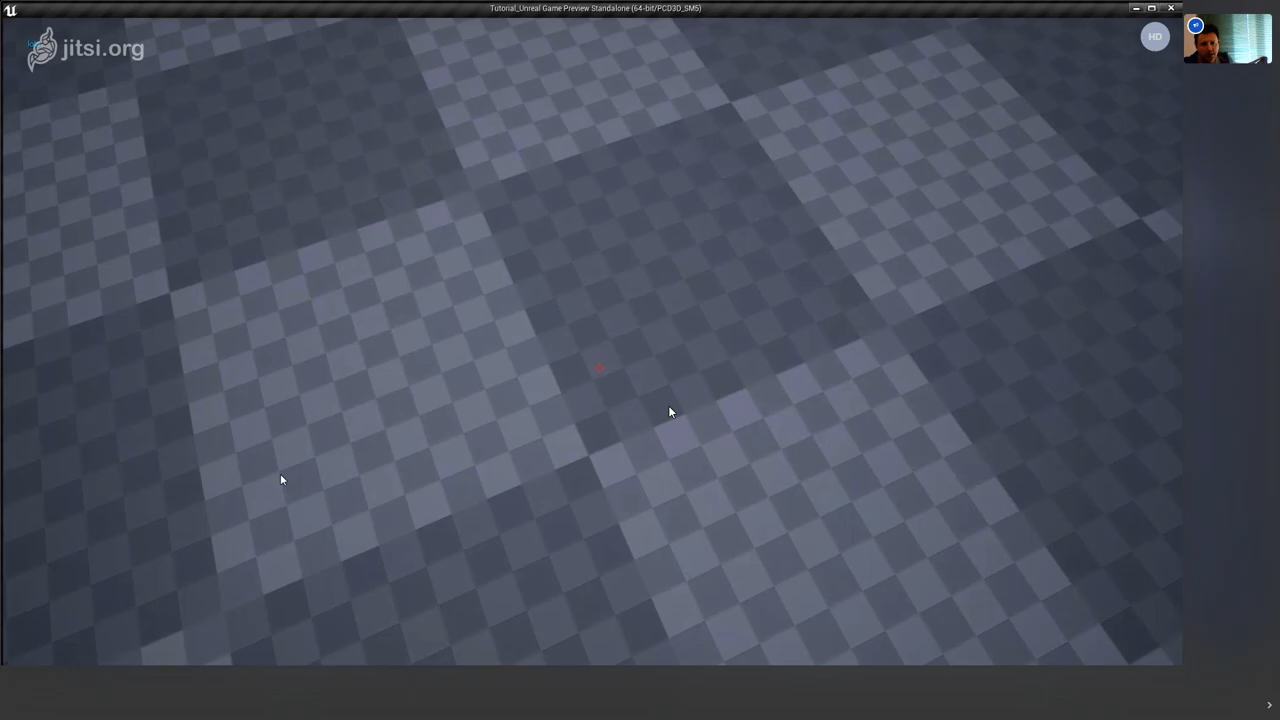 Tutorial_Unreal Game Preview Standalone (64-bit/PCD3D_SM5)
jitsi.org
HD